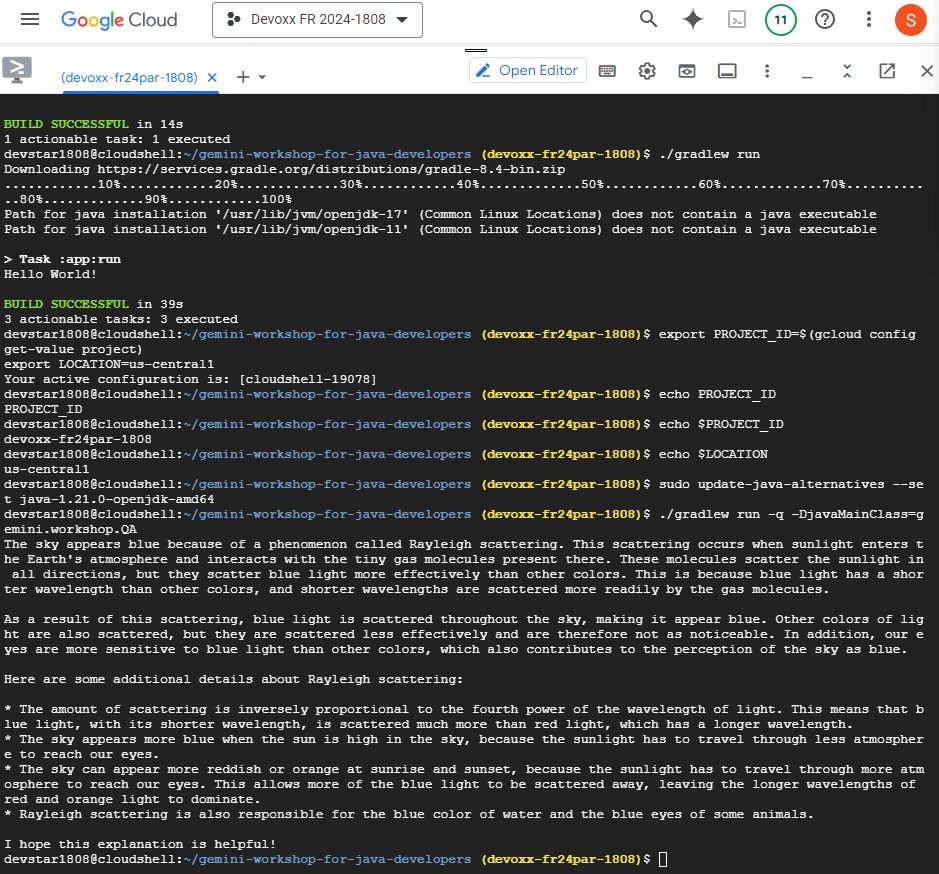 Google Cloud
Devoxx FR 2024-1808
11
S
(devoxx-fr24par-1808)
Open Editor
BUILD SUCCESSFUL in 14s
1 actionable task: 1 executed
devstar1808@cloudshell:~/gemini-workshop-for-java-developers (devoxx-fr24par-1808)$ ./gradlew run
Downloading https://services.gradle.org/distributions/gradle-8.4-bin.zip
............10%............20%.............30%............40%.............50%............60%.............70%..........
..80%.............90%............100%
Path for java installation '/usr/lib/jvm/openjdk-17' (Common Linux Locations) does not contain a java executable
Path for java installation '/usr/lib/jvm/openjdk-11' (Common Linux Locations) does not contain a java executable
> Task :app:run
Hello World!
BUILD SUCCESSFUL in 39s
3 actionable tasks: 3 executed
devstar1808@cloudshell:~/gemini-workshop-for-java-developers (devoxx-fr24par-1808)$ export PROJECT_ID=$(gcloud config
get-value project)
export LOCATION=us-central1
Your active configuration is: [cloudshell-19078]
devstar1808@cloudshell:~/gemini-workshop-for-java-developers (devoxx-fr24par-1808)$ echo PROJECT_ID
PROJECT_ID
devstar1808@cloudshell:~/gemini-workshop-for-java-developers (devoxx-fr24par-1808)$ echo $PROJECT_ID
devoxx-fr24par-1808
devstar1808@cloudshell:~/gemini-workshop-for-java-developers (devoxx-fr24par-1808)$ echo $LOCATION
us-central1
devstar1808@cloudshell:~/gemini-workshop-for-java-developers (devoxx-fr24par-1808)$ sudo update-java-alternatives --se
t java-1.21.0-openjdk-amd64
devstar1808@cloudshell:~/gemini-workshop-for-java-developers (devoxx-fr24par-1808)$ ./gradlew run -q -DjavaMainClass=g
emini.workshop.QA
The sky appears blue because of a phenomenon called Rayleigh scattering. This scattering occurs when sunlight enters t
he Earth's atmosphere and interacts with the tiny gas molecules present there. These molecules scatter the sunlight in
all directions, but they scatter blue light more effectively than other colors. This is because blue light has a shor
ter wavelength than other colors, and shorter wavelengths are scattered more readily by the gas molecules.
As a result of this scattering, blue light is scattered throughout the sky, making it appear blue. Other colors of lig
ht are also scattered, but they are scattered less effectively and are therefore not as noticeable. In addition, our e
yes are more sensitive to blue light than other colors, which also contributes to the perception of the sky as blue.
Here are some additional details about Rayleigh scattering:
* The amount of scattering is inversely proportional to the fourth power of the wavelength of light. This means that b
lue light, with its shorter wavelength, is scattered much more than red light, which has a longer wavelength.
* The sky appears more blue when the sun is high in the sky, because the sunlight has to travel through less atmospher
e to reach our eyes.
* The sky can appear more reddish or orange at sunrise and sunset, because the sunlight has to travel through more atm
osphere to reach our eyes. This allows more of the blue light to be scattered away, leaving the longer wavelengths of
red and orange light to dominate.
* Rayleigh scattering is also responsible for the blue color of water and the blue eyes of some animals.
I hope this explanation is helpful!
devstar1808@cloudshell:~/gemini-workshop-for-java-developers (devoxx-fr24par-1808)$